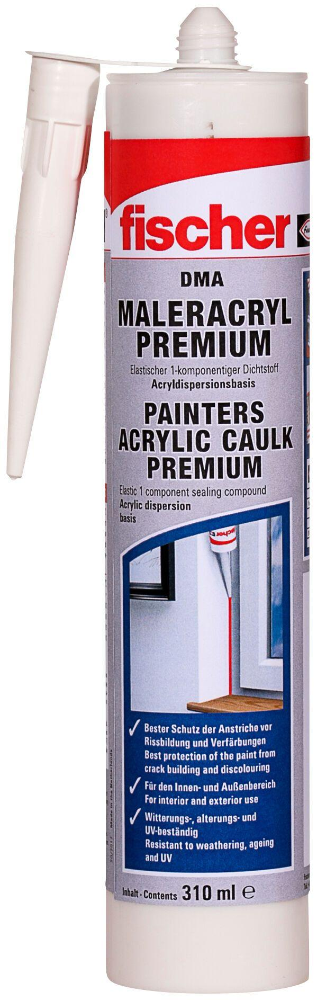 fischer
DMA
MALERACRYL
PREMIUM
Elastischer 1-komponentiger Dichtstoff
Acryldispersionsbasis
PAINTERS
ACRYLIC CAULK
PREMIUM
Elastic 1 component sealing compound
Acrylic dispersion
basis
fischer
✓ Bester Schutz der Anstriche vor
Rissbildung und Verfärbungen
Best protection of the paint from
crack building and discolouring
✓ Für den Innen- und Außenbereich
For interior and exterior use
✓ Witterungs-, alterungs- und
UV-beständig
Resistant to weathering, ageing
and UV
Inhalt · Contents 310 ml ℮
Made in the Netherlands